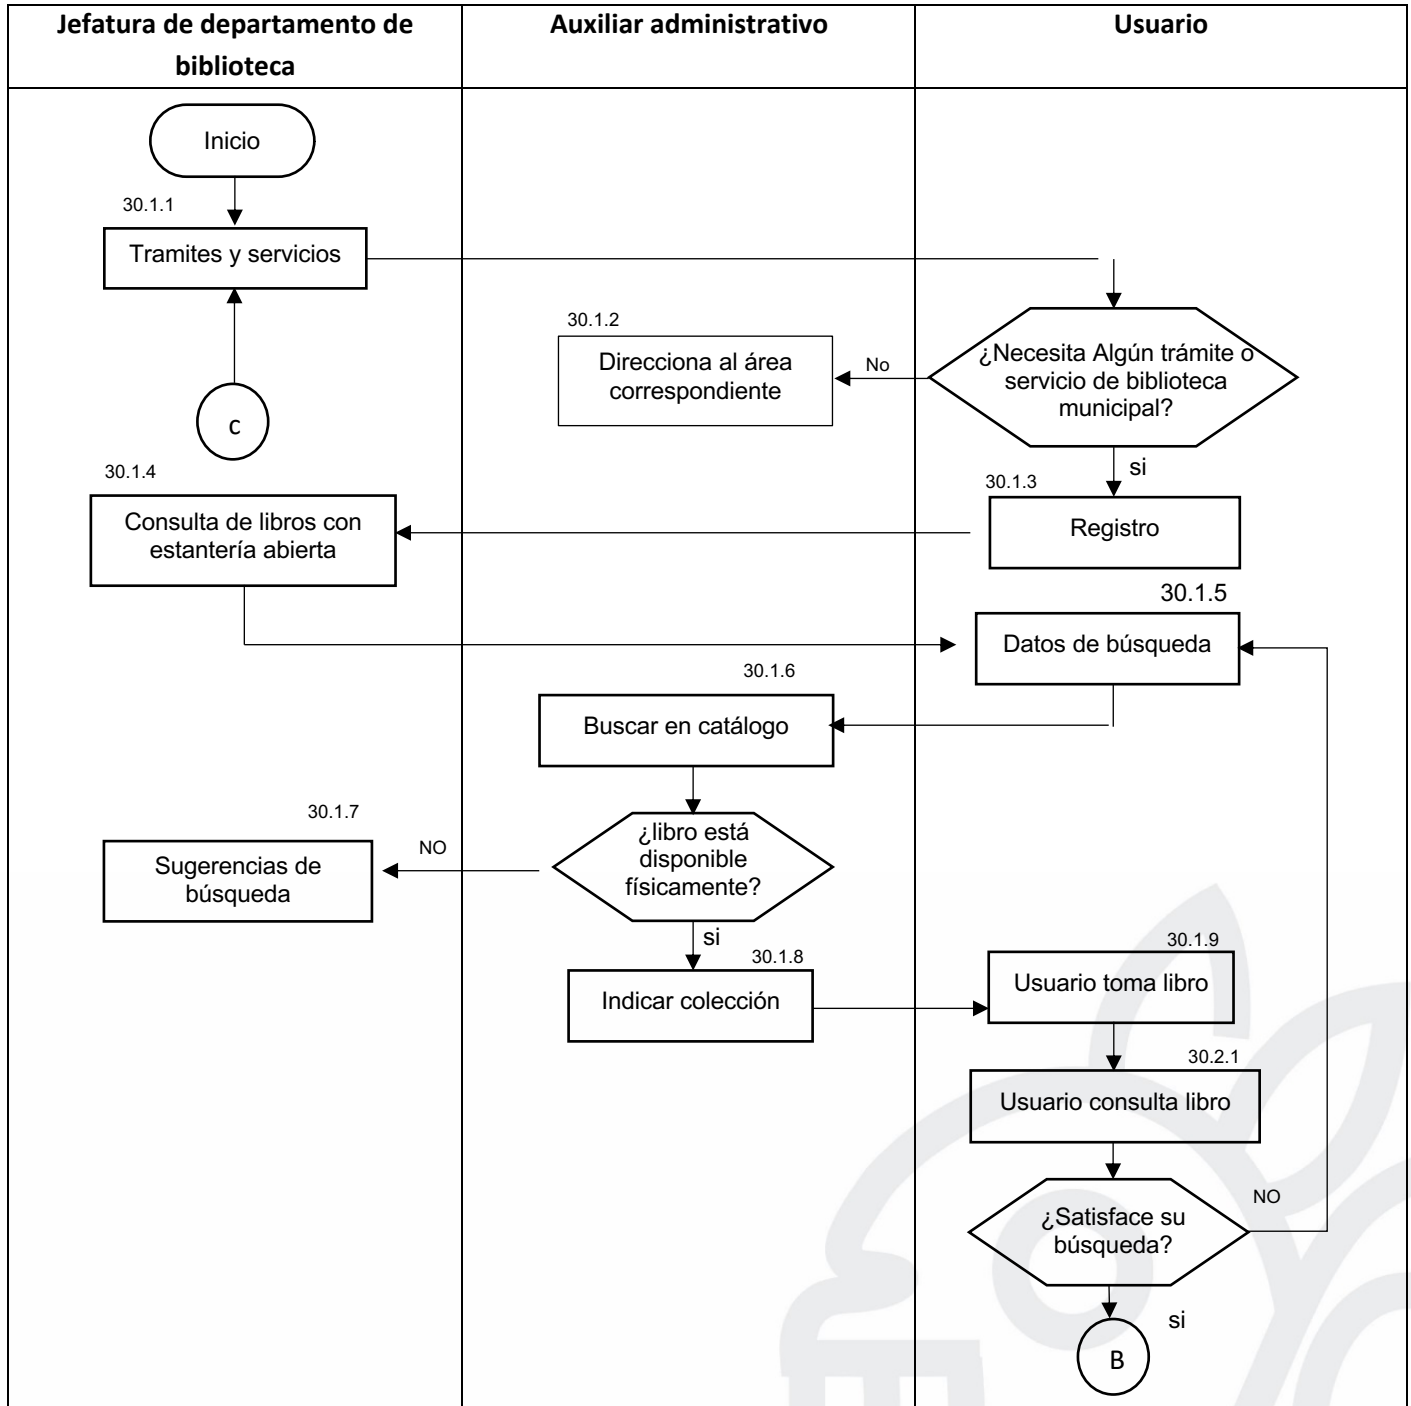 Jefatura de departamento de
biblioteca
Auxiliar administrativo
Usuario
Inicio
30.1.1
Tramites y servicios
30.1.2
Direcciona al área
correspondiente
No
¿Necesita Algún trámite o
servicio de biblioteca
municipal?
c
si
30.1.4
30.1.3
Consulta de libros con
estantería abierta
Registro
30.1.5
Datos de búsqueda
30.1.6
Buscar en catálogo
30.1.7
¿libro está
disponible
físicamente?
NO
Sugerencias de
búsqueda
si
30.1.8
30.1.9
Indicar colección
Usuario toma libro
30.2.1
Usuario consulta libro
NO
¿Satisface su
búsqueda?
si
B